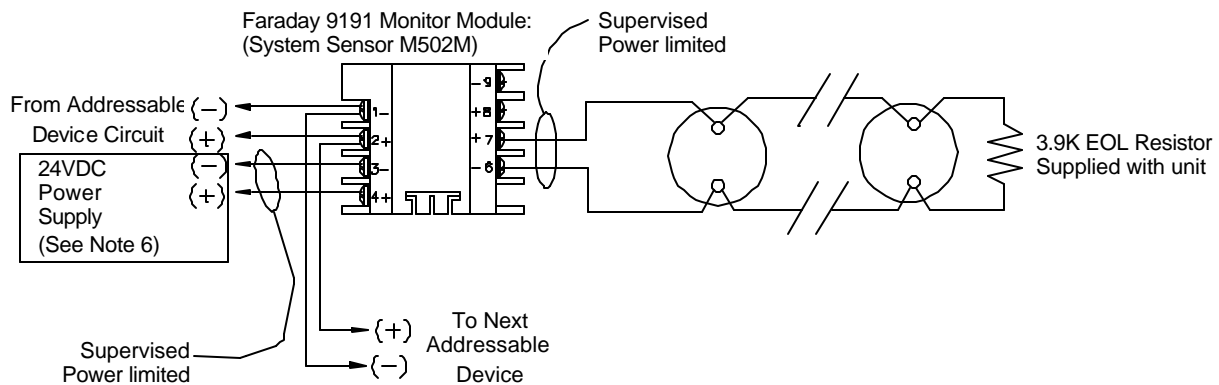 Faraday 9191 Monitor Module:
(System Sensor M502M)
Supervised
Power limited
From Addressable (−)
Device Circuit (+)
24VDC (−)
Power (+)
Supply
(See Note 6)
1-
2+
3-
4+
-9+
+8
+7
-6
3.9K EOL Resistor
Supplied with unit
(+) To Next
Addressable
(−) Device
Supervised
Power limited